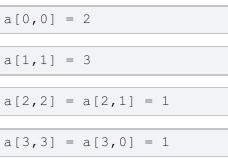 a[0,0] = 2
a[1,1] = 3
a[2,2] = a[2,1] = 1
a[3,3] = a[3,0] = 1